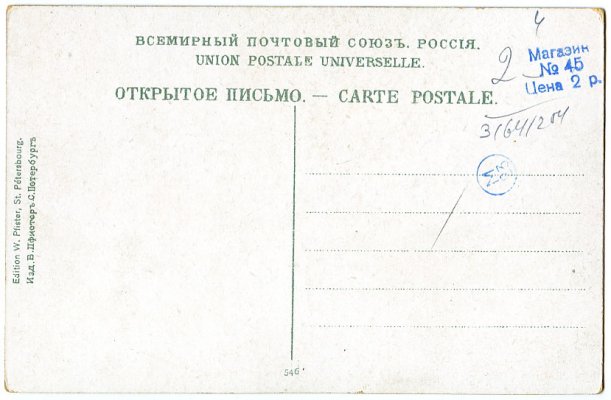 4
ВСЕМІРНЫЙ ПОЧТОВЫЙ СОЮЗЪ. РОССІЯ.
UNION POSTALE UNIVERSELLE.
2
Магазин
№ 45
Цена 2 р.
ОТКРЫТОЕ ПИСЬМО. — CARTE POSTALE.
Edition W. Pfister, St. Pétersbourg.
Изд. В. Пфистеръ С. Петербургъ
546